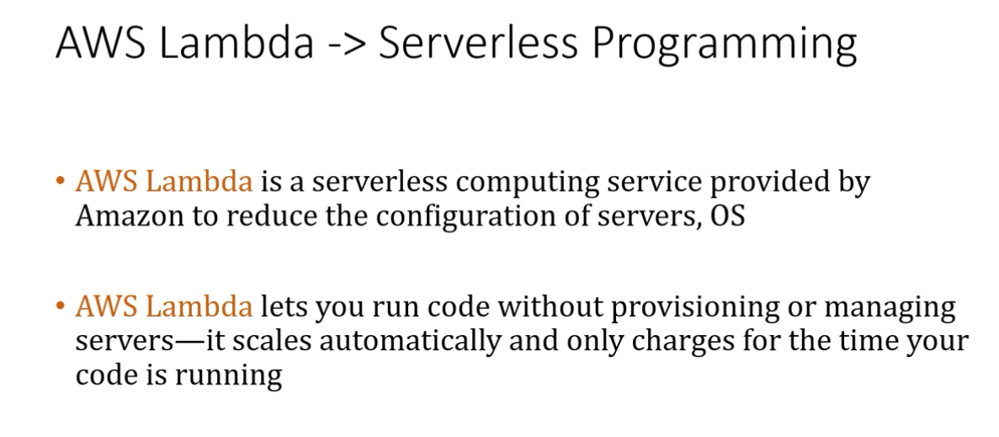 AWS Lambda -> Serverless Programming
• AWS Lambda is a serverless computing service provided by
Amazon to reduce the configuration of servers, OS
• AWS Lambda lets you run code without provisioning or managing
servers—it scales automatically and only charges for the time your
code is running